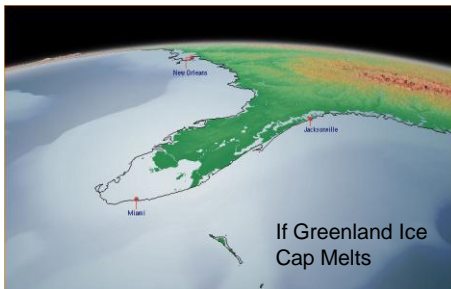 New Orleans
Jacksonville
Miami
If Greenland Ice
Cap Melts